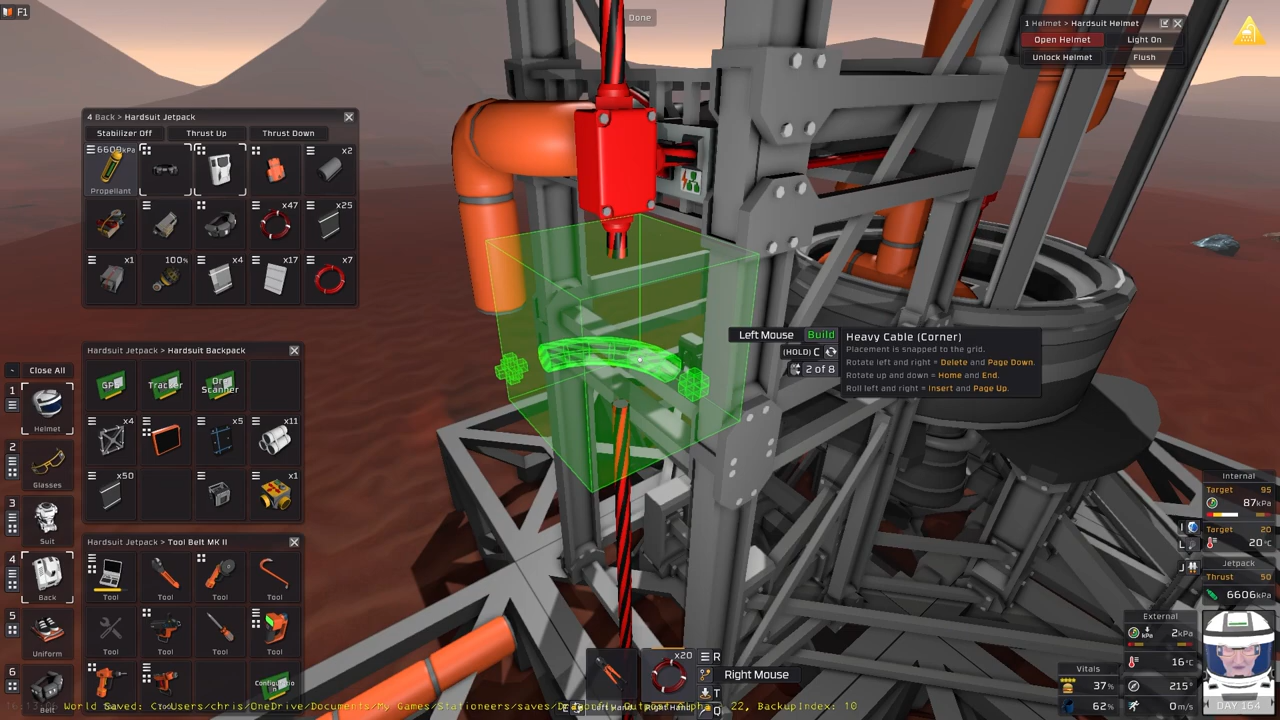 F1
Done
1 Helmet > Hardsuit Helmet
Open Helmet
Light On
Unlock Helmet
Flush
4 Back > Hardsuit Jetpack
Stabilizer Off
Thrust Up
Thrust Down
x2
Propellant
x47
x25
x1
100%
x4
x17
x7
Left Mouse
Build
(HOLD) C
2 of 8
Heavy Cable (Corner)
Placement is snapped to the grid.
Rotate left and right = Delete and Page Down.
Rotate up and down = Home and End.
Roll left and right = insert and Page Up.
Hardsuit Jetpack > Hardsuit Backpack
GPS
Tracker
Ore
Scanner
x4
x5
x11
x50
x1
Close All
1
Helmet
2
Glasses
3
Suit
4
Back
5
Uniform
6
Belt
Hardsuit Jetpack > Tool Belt MK II
Tool
Tool
Tool
Tool
Tool
Tool
Tool
Tool
x20
R
Right Mouse
T
Q
Internal
Target 95
87kPa
Target 20
20°C
Jetpack
Thrust 50
6606kPa
External
2kPa
16°C
215°
0m/s
Vitals
37%
62%
DAY 164